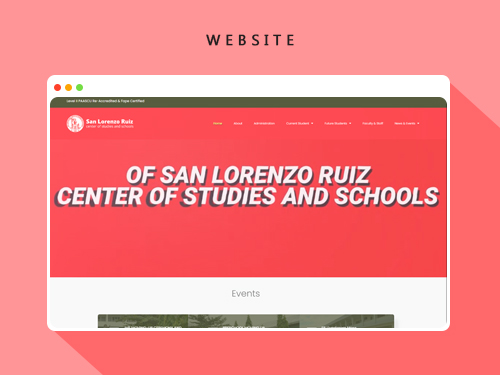 WEBSITE
Level II PAASCU Re-Accredited & Pope Certified
San Lorenzo Ruiz
center of studies and schools
Home About Administration Current Student Future Students Faculty & Staff News & Events
OF SAN LORENZO RUIZ
CENTER OF STUDIES AND SCHOOLS
Events